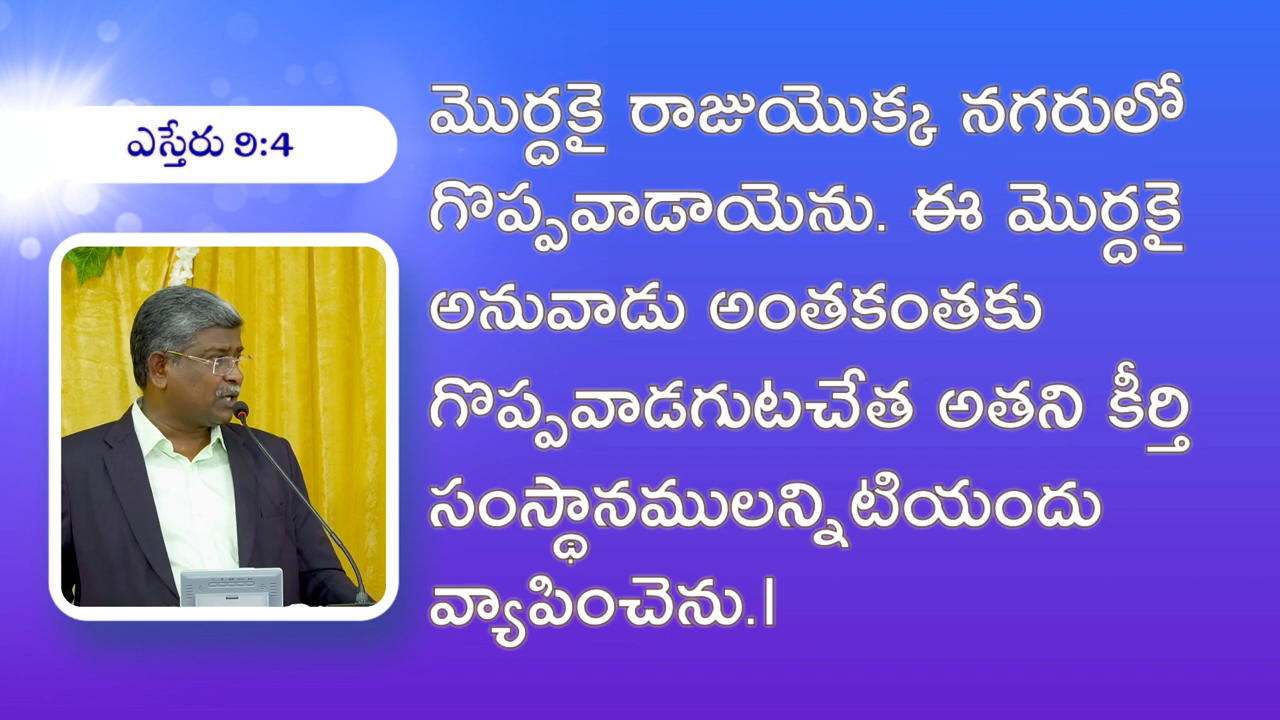 ఎస్తేరు 9:4
మొర్దకై రాజుయొక్క నగరులో
గొప్పవాడాయెను. ఈ మొర్దకై
అనువాడు అంతకంతకు
గొప్పవాడగుటచేత అతని కీర్తి
సంస్థానములన్నిటియందు
వ్యాపించెను.|